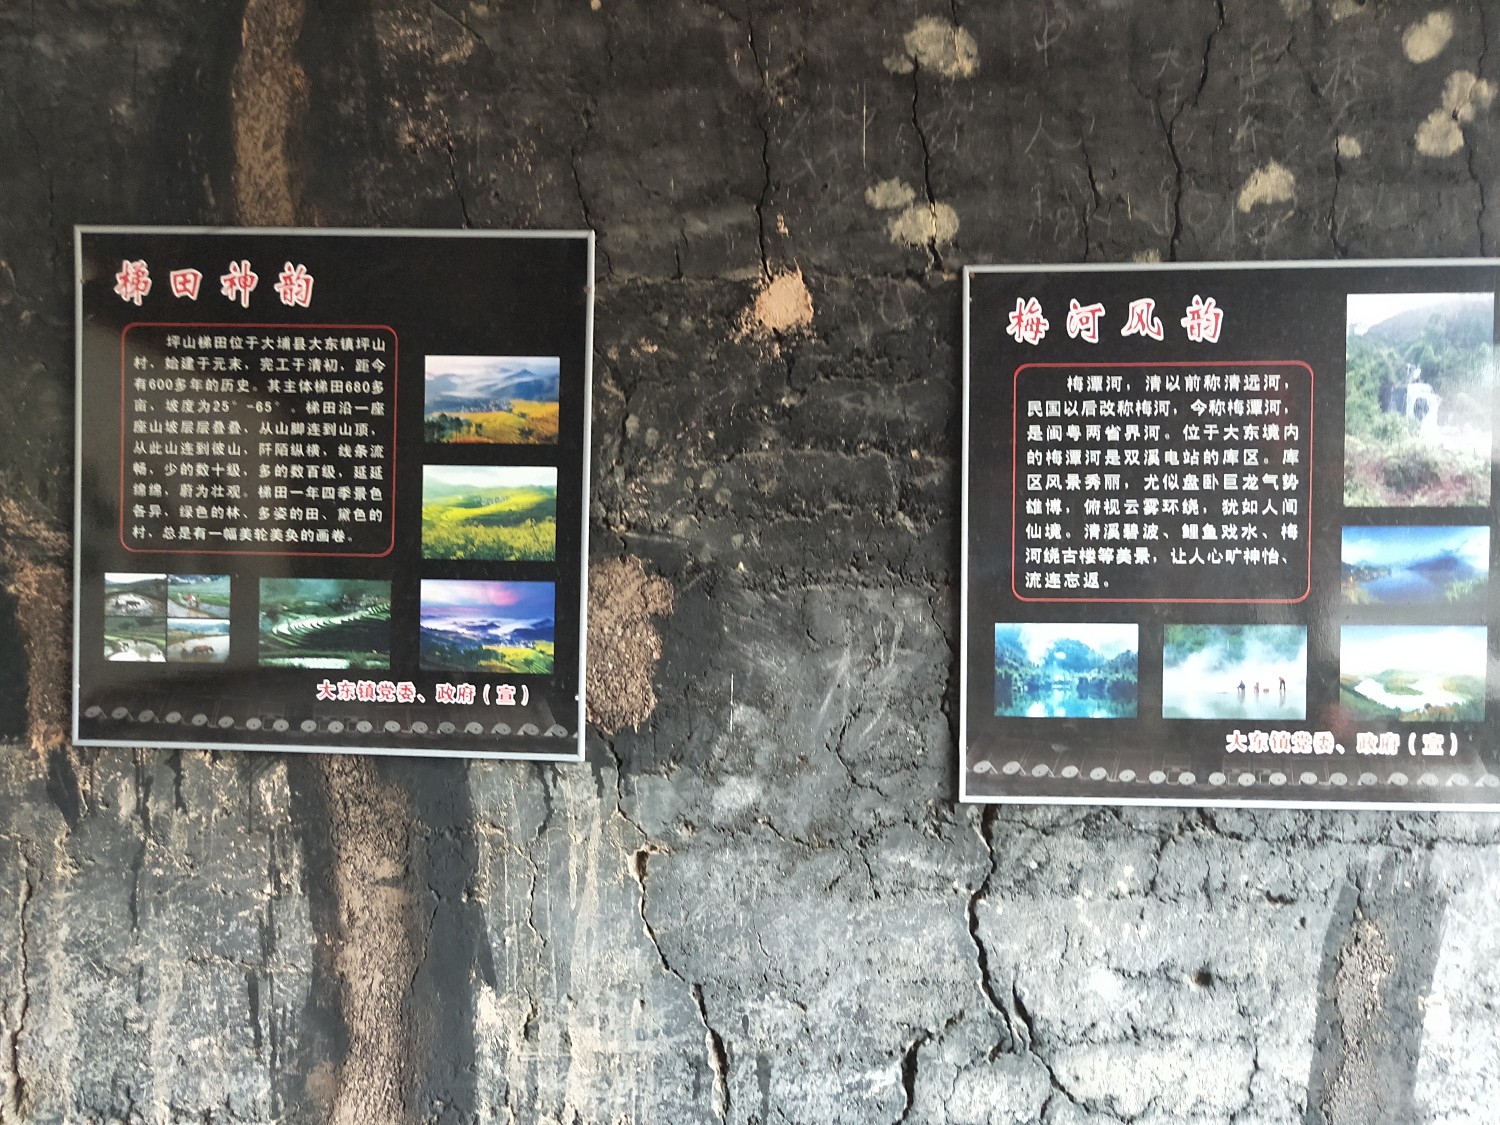 梯田神韵
坪山梯田位于大埔县大东镇坪山
村，始建于元末，完工于清初，距今
有600多年的历史。其主体梯田680多
亩、坡度为25°-65°。梯田沿一座
座山坡层层叠叠，从山脚连到山顶，
从此山连到彼山，阡陌纵横，线条流
畅，少的数十级，多的数百级，延延
绵绵，蔚为壮观。梯田一年四季景色
各异，绿色的林、多姿的田、黛色的
村，总是有一幅美轮美奂的画卷。
大东镇党委、政府（宣）
梅河风韵
梅潭河，清以前称清远河，
民国以后改称梅河，今称梅潭河，
是闽粤两省界河。位于大东境内
的梅潭河是双溪电站的库区。库
区风景秀丽，尤似盘卧巨龙气势
雄博，俯视云雾环绕，犹如人间
仙境。清溪碧波、鲤鱼戏水、梅
河绕古楼等美景，让人心旷神怡、
流连忘返。
大东镇党委、政府（宣）